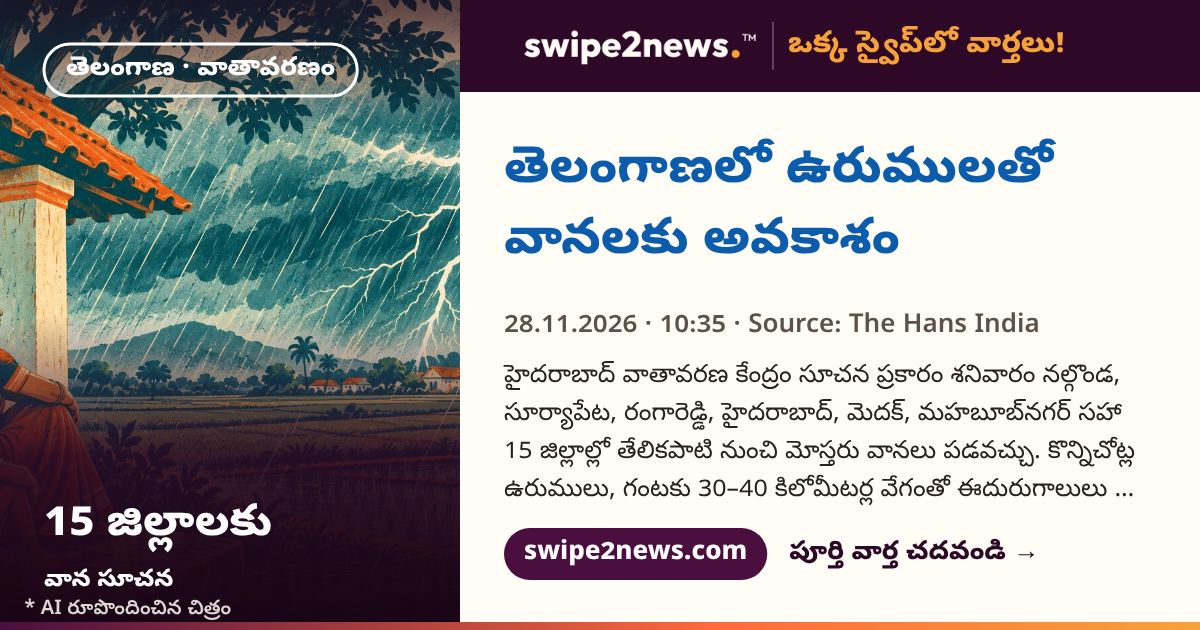 తెలంగాణ · వాతావరణం
swipe2news.™
ఒక్క స్వైప్‌లో వార్తలు!
తెలంగాణలో ఉరుములతో
వానలకు అవకాశం
28.11.2026 · 10:35 · Source: The Hans India
హైదరాబాద్ వాతావరణ కేంద్రం సూచన ప్రకారం శనివారం నల్గొండ,
సూర్యాపేట, రంగారెడ్డి, హైదరాబాద్, మెదక్, మహబూబ్‌నగర్ సహా
15 జిల్లాల్లో తేలికపాటి నుంచి మోస్తరు వానలు పడవచ్చు. కొన్నిచోట్ల
ఉరుములు, గంటకు 30–40 కిలోమీటర్ల వేగంతో ఈదురుగాలులు ...
15 జిల్లాలకు
వాన సూచన
* AI రూపొందించిన చిత్రం
swipe2news.com
పూర్తి వార్త చదవండి →